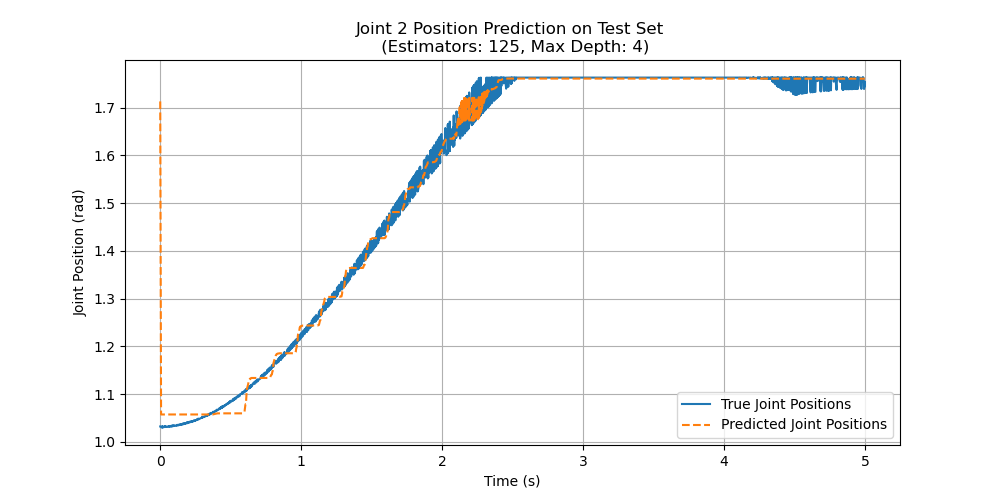 Joint 2 Position Prediction on Test Set
(Estimators: 125, Max Depth: 4)
Joint Position (rad)
1.7
1.6
1.5
1.4
1.3
1.2
1.1
1.0
True Joint Positions
Predicted Joint Positions
0 1 2 3 4 5
Time (s)